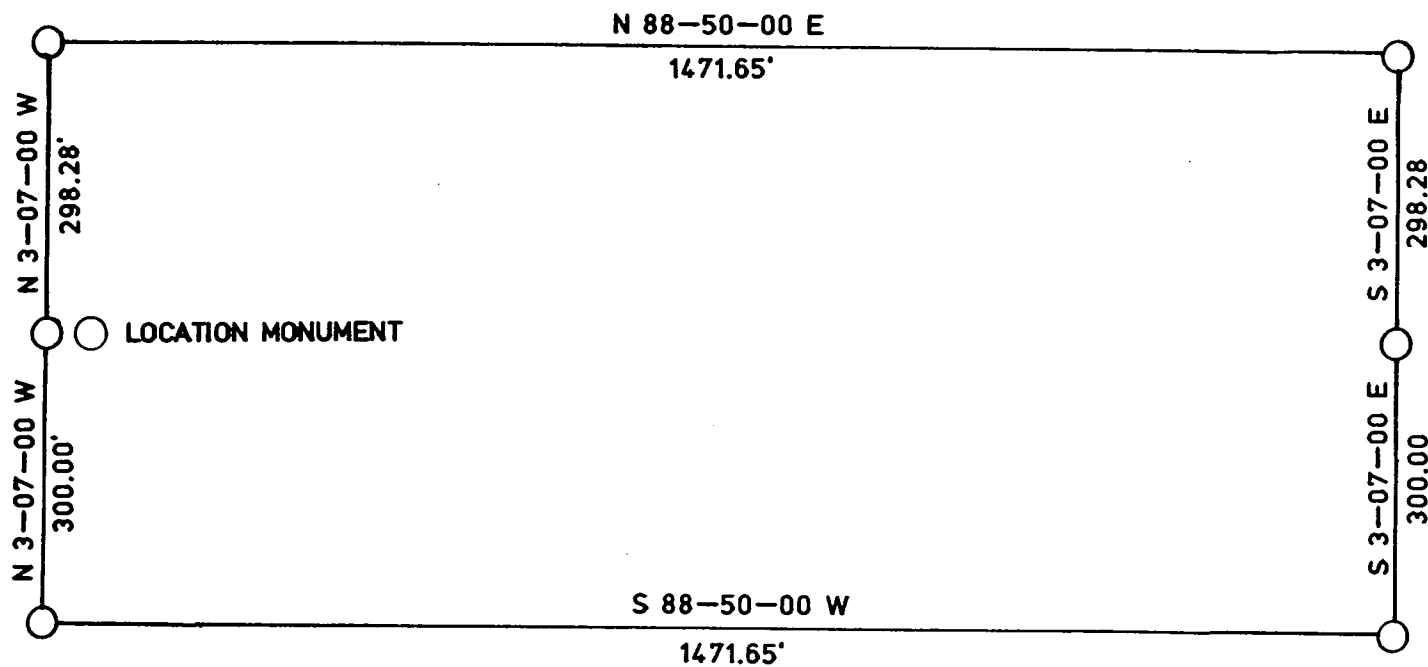 N 88–50–00 E
1471.65'
N 3–07–00 W
298.28'
S 3–07–00 E
298.28
LOCATION MONUMENT
N 3–07–00 W
300.00'
S 3–07–00 E
300.00
S 88–50–00 W
1471.65'